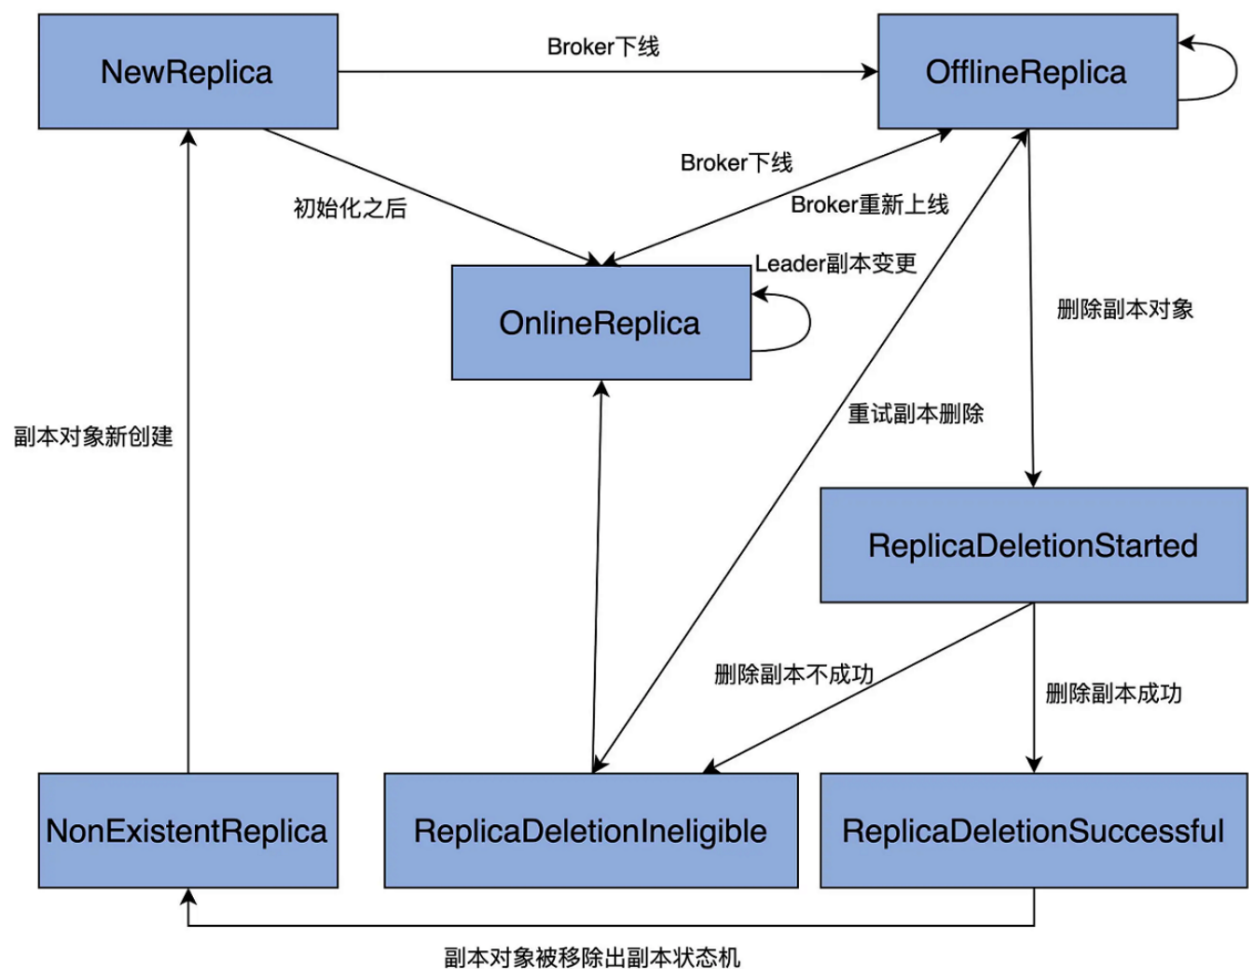 Broker下线
NewReplica
OfflineReplica
Broker下线
初始化之后
Broker重新上线
Leader副本变更
OnlineReplica
删除副本对象
重试副本删除
副本对象新创建
ReplicaDeletionStarted
删除副本不成功
删除副本成功
NonExistentReplica
ReplicaDeletionIneligible
ReplicaDeletionSuccessful
副本对象被移除出副本状态机